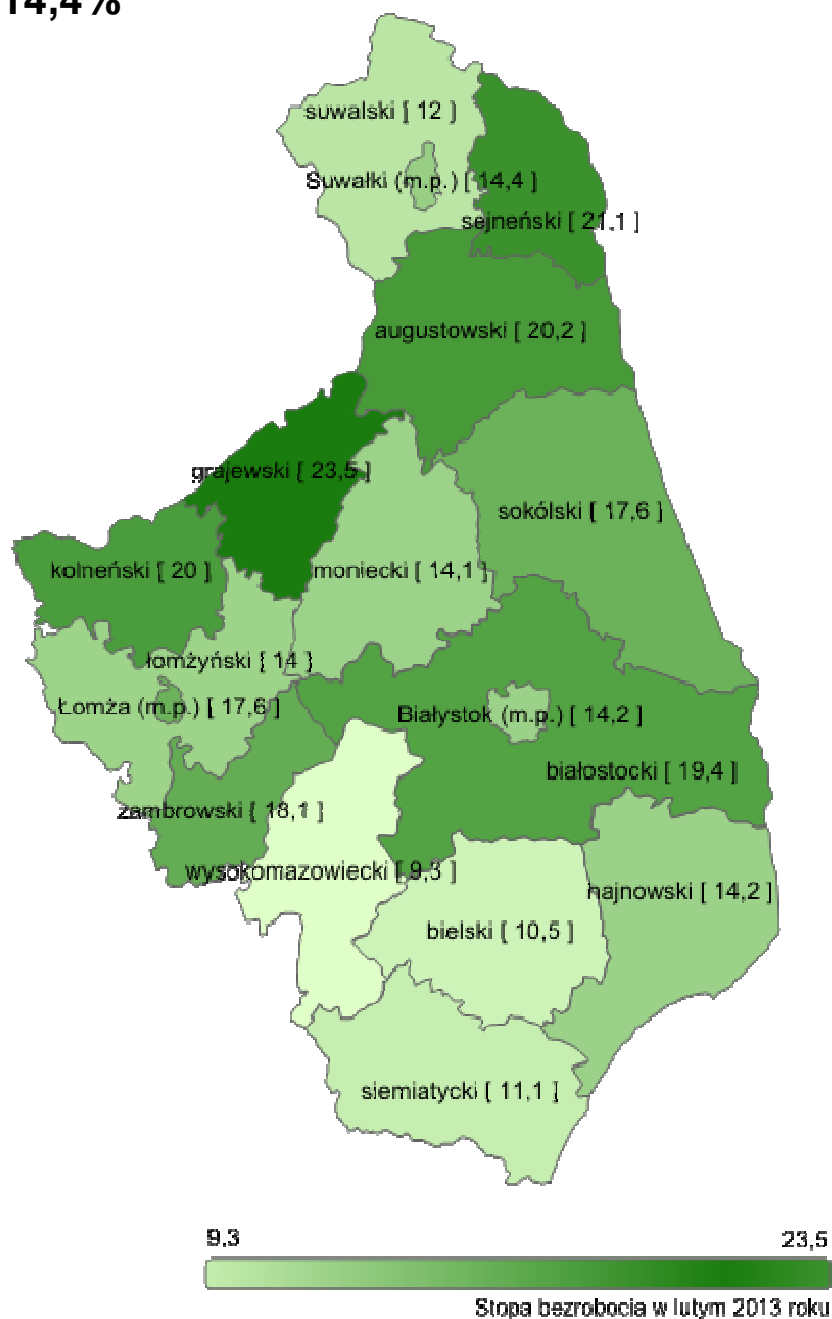 14,4%
suwalski [ 12 ]
Suwałki (m.p.) [ 14,4 ]
sejneński [ 21,1 ]
augustowski [ 20,2 ]
grajewski [ 23,5 ]
sokólski [ 17,6 ]
kolneński [ 20 ]
moniecki [ 14,1 ]
łomżyński [ 14 ]
Łomża (m.p.) [ 17,6 ]
Białystok (m.p.) [ 14,2 ]
białostocki [ 19,4 ]
zambrowski [ 18,1 ]
wysokomazowiecki [ 9,3 ]
hajnowski [ 14,2 ]
bielski [ 10,5 ]
siemiatycki [ 11,1 ]
9,3 23,5
Stopa bezrobocia w lutym 2013 roku